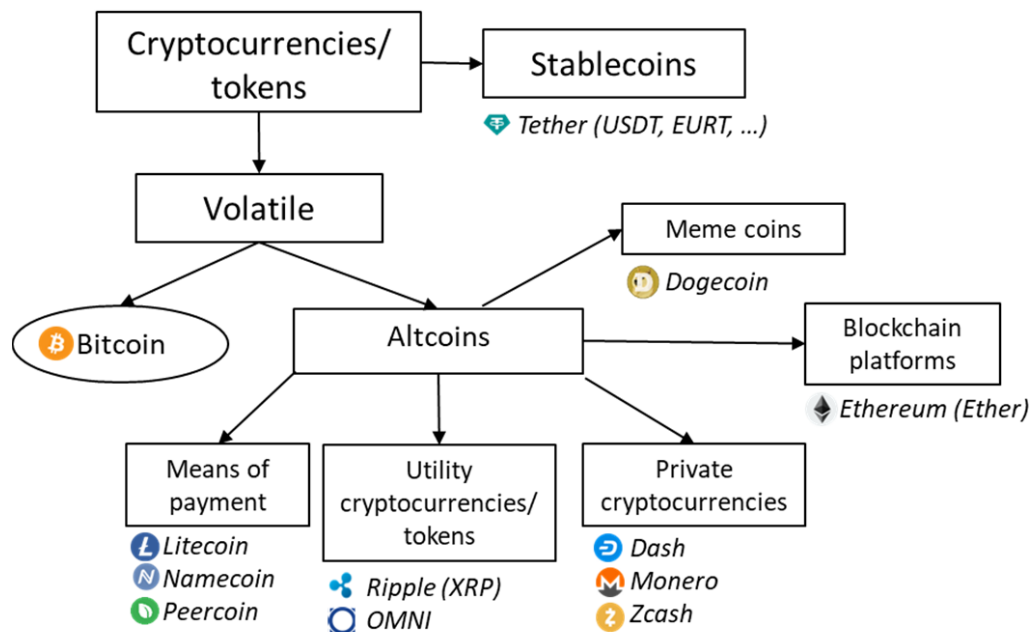 Cryptocurrencies/
tokens
Stablecoins
Tether (USDT, EURT, ...)
Volatile
Meme coins
Dogecoin
Bitcoin
Altcoins
Blockchain
platforms
Ethereum (Ether)
Means of
payment
Litecoin
Namecoin
Peercoin
Utility
cryptocurrencies/
tokens
Ripple (XRP)
OMNI
Private
cryptocurrencies
Dash
Monero
Zcash